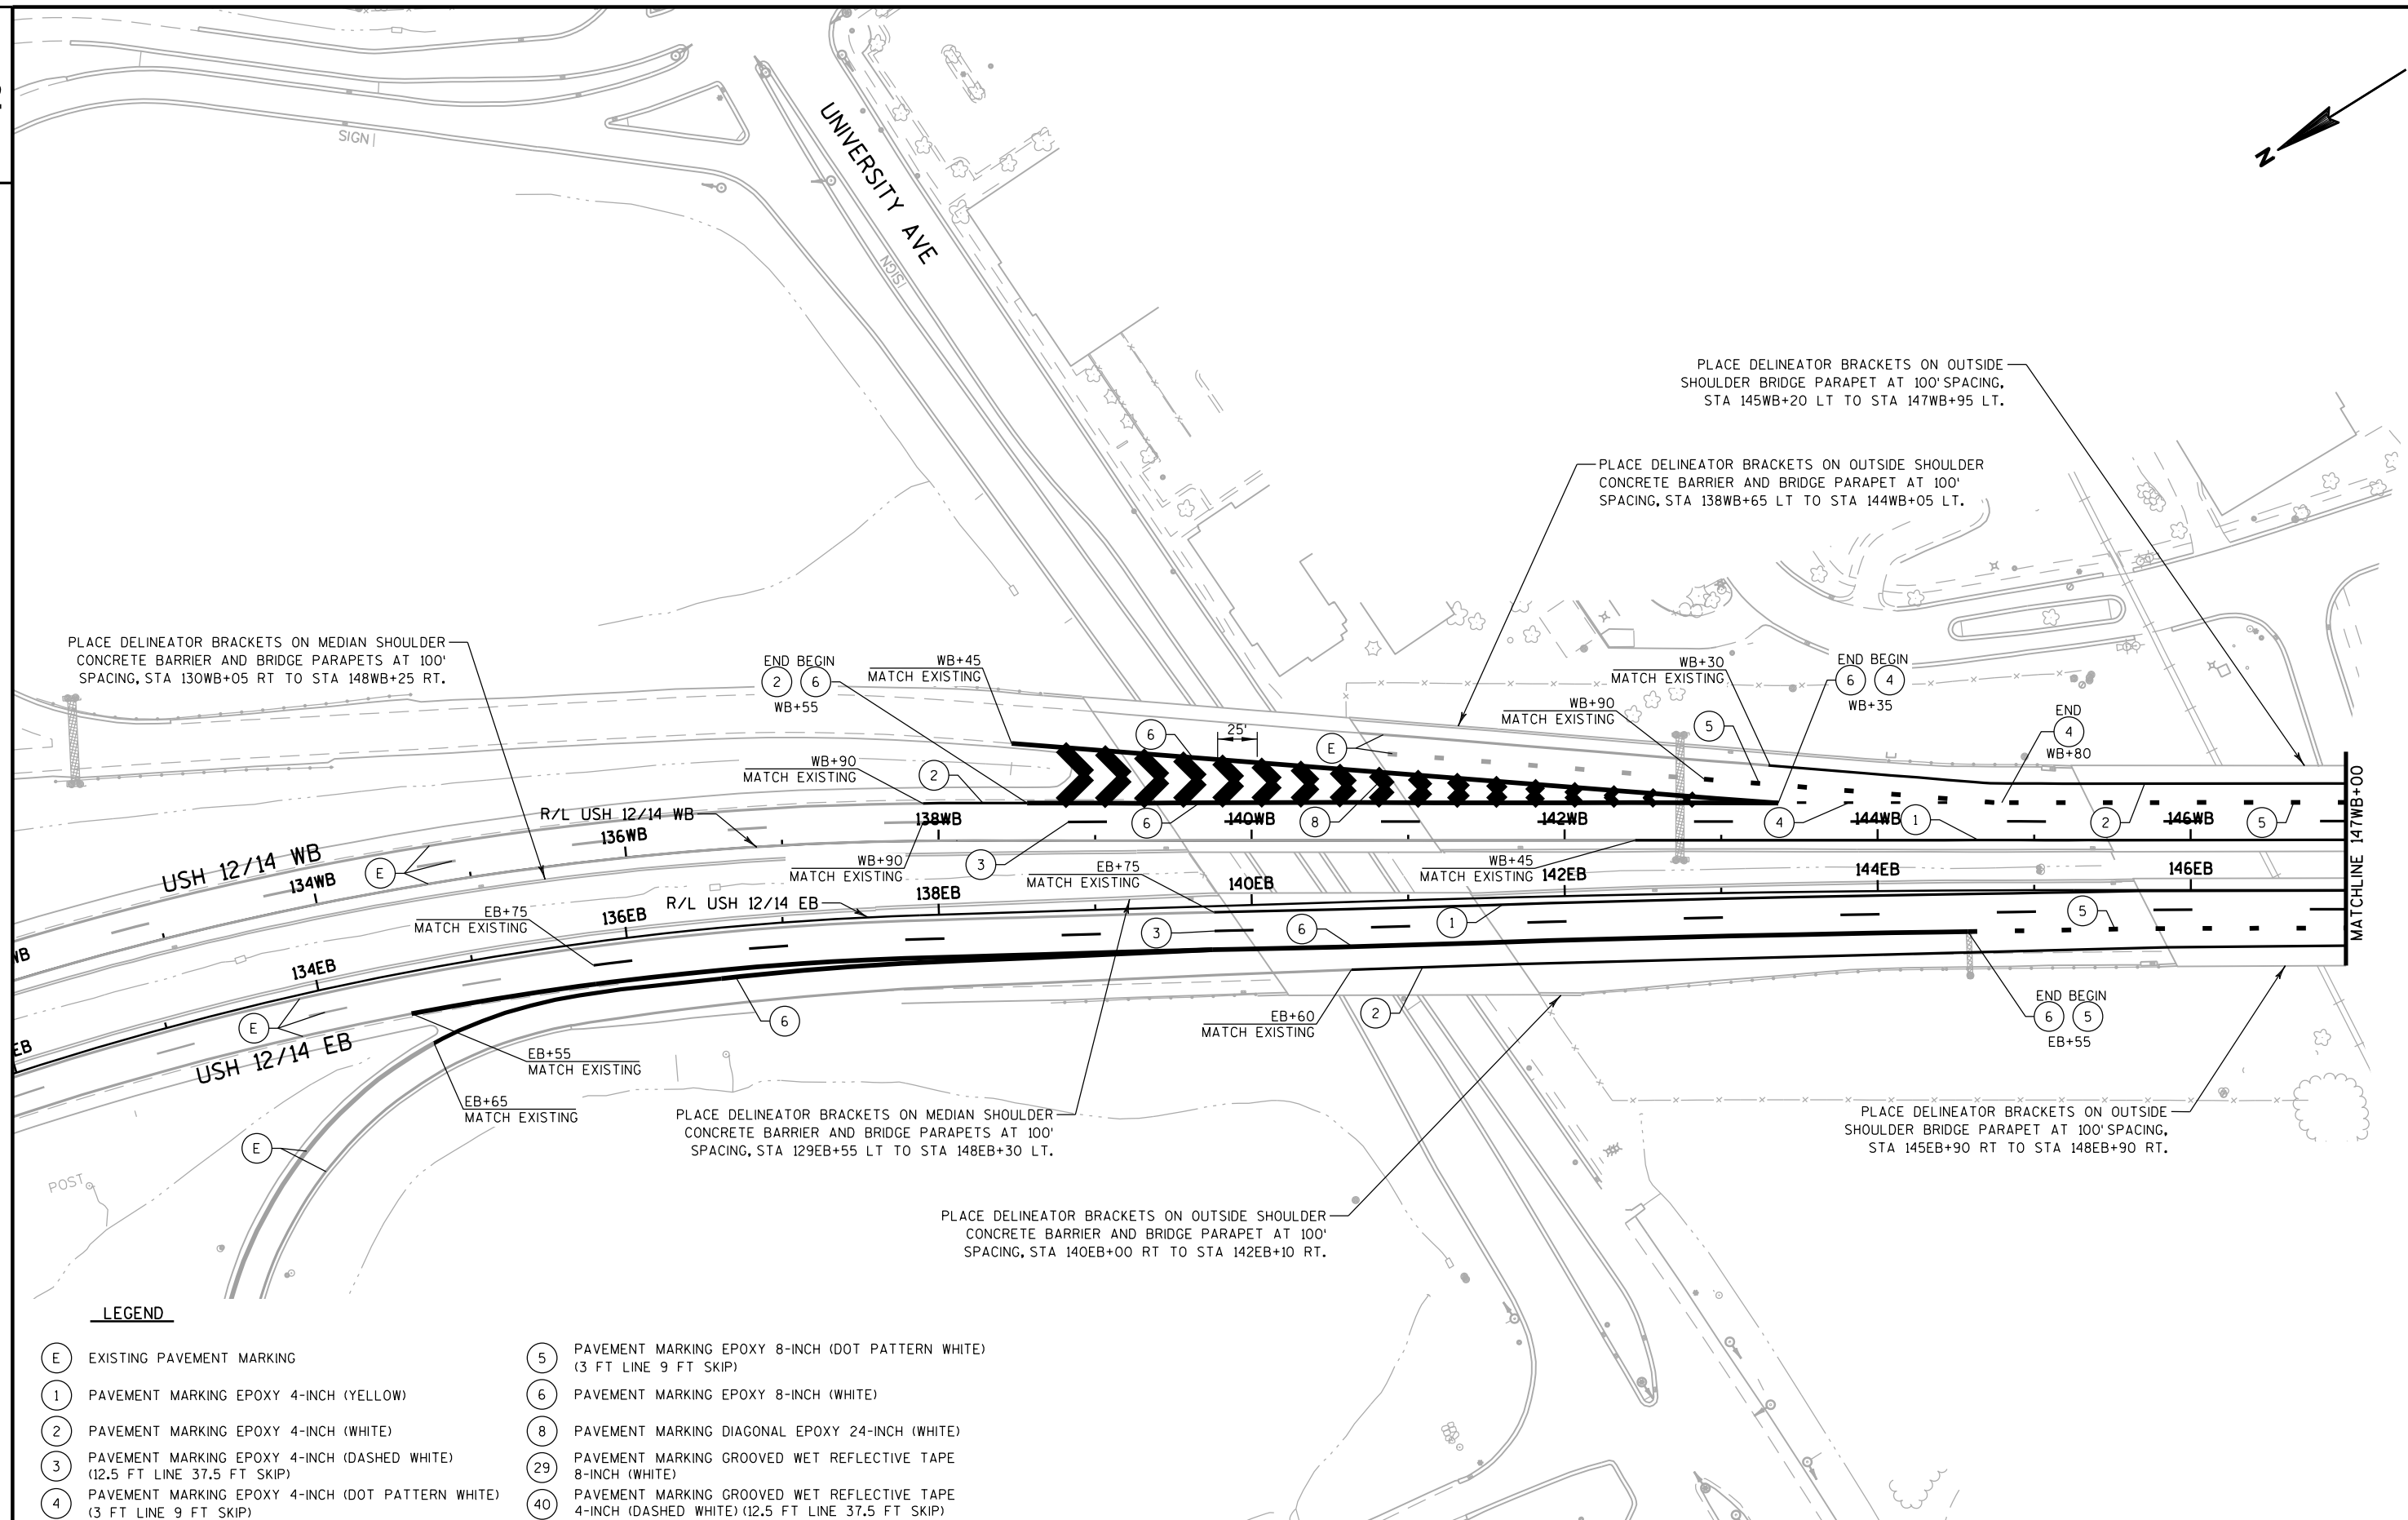 SIGN
UNIVERSITY AVE
SIGN
N
PLACE DELINEATOR BRACKETS ON OUTSIDE
SHOULDER BRIDGE PARAPET AT 100' SPACING,
STA 145WB+20 LT TO STA 147WB+95 LT.
PLACE DELINEATOR BRACKETS ON OUTSIDE SHOULDER
CONCRETE BARRIER AND BRIDGE PARAPET AT 100'
SPACING, STA 138WB+65 LT TO STA 144WB+05 LT.
PLACE DELINEATOR BRACKETS ON MEDIAN SHOULDER
CONCRETE BARRIER AND BRIDGE PARAPETS AT 100'
SPACING, STA 130WB+05 RT TO STA 148WB+25 RT.
END BEGIN
2 6
WB+55
WB+45
MATCH EXISTING
WB+30
MATCH EXISTING
END BEGIN
6 4
WB+35
WB+90
MATCH EXISTING
5
END
4
WB+80
6
25'
E
WB+90
MATCH EXISTING
2
R/L USH 12/14 WB
134WB
136WB
138WB
140WB
142WB
144WB
146WB
6
8
4
1
2
5
MATCHLINE 147WB+00
USH 12/14 WB
E
WB+90
MATCH EXISTING
3
EB+75
MATCH EXISTING
WB+45
MATCH EXISTING
WB
134EB
136EB
138EB
140EB
142EB
144EB
146EB
R/L USH 12/14 EB
EB+75
MATCH EXISTING
3
6
1
5
EB
E
USH 12/14 EB
6
EB+60
MATCH EXISTING
2
END BEGIN
6 5
EB+55
EB+55
MATCH EXISTING
EB+65
MATCH EXISTING
E
POST
PLACE DELINEATOR BRACKETS ON MEDIAN SHOULDER
CONCRETE BARRIER AND BRIDGE PARAPETS AT 100'
SPACING, STA 129EB+55 LT TO STA 148EB+30 LT.
PLACE DELINEATOR BRACKETS ON OUTSIDE
SHOULDER BRIDGE PARAPET AT 100' SPACING,
STA 145EB+90 RT TO STA 148EB+90 RT.
PLACE DELINEATOR BRACKETS ON OUTSIDE SHOULDER
CONCRETE BARRIER AND BRIDGE PARAPET AT 100'
SPACING, STA 140EB+00 RT TO STA 142EB+10 RT.
LEGEND
E EXISTING PAVEMENT MARKING
1 PAVEMENT MARKING EPOXY 4-INCH (YELLOW)
2 PAVEMENT MARKING EPOXY 4-INCH (WHITE)
3 PAVEMENT MARKING EPOXY 4-INCH (DASHED WHITE)
(12.5 FT LINE 37.5 FT SKIP)
4 PAVEMENT MARKING EPOXY 4-INCH (DOT PATTERN WHITE)
(3 FT LINE 9 FT SKIP)
5 PAVEMENT MARKING EPOXY 8-INCH (DOT PATTERN WHITE)
(3 FT LINE 9 FT SKIP)
6 PAVEMENT MARKING EPOXY 8-INCH (WHITE)
8 PAVEMENT MARKING DIAGONAL EPOXY 24-INCH (WHITE)
29 PAVEMENT MARKING GROOVED WET REFLECTIVE TAPE
8-INCH (WHITE)
40 PAVEMENT MARKING GROOVED WET REFLECTIVE TAPE
4-INCH (DASHED WHITE) (12.5 FT LINE 37.5 FT SKIP)